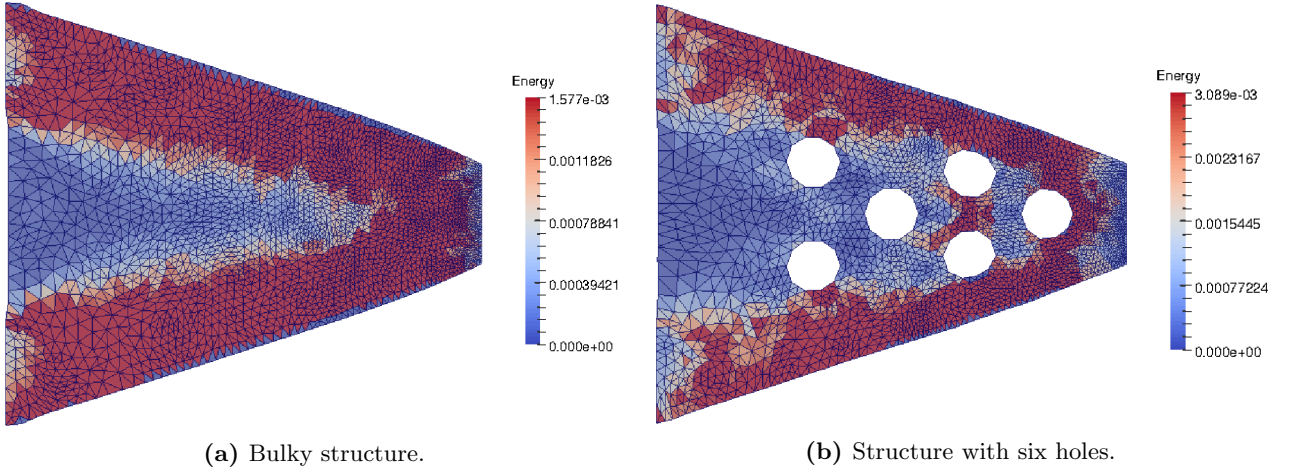 Energy
1.577e-03
0.0011826
0.00078841
0.00039421
0.000e+00
(a) Bulky structure.
Energy
3.089e-03
0.0023167
0.0015445
0.00077224
0.000e+00
(b) Structure with six holes.